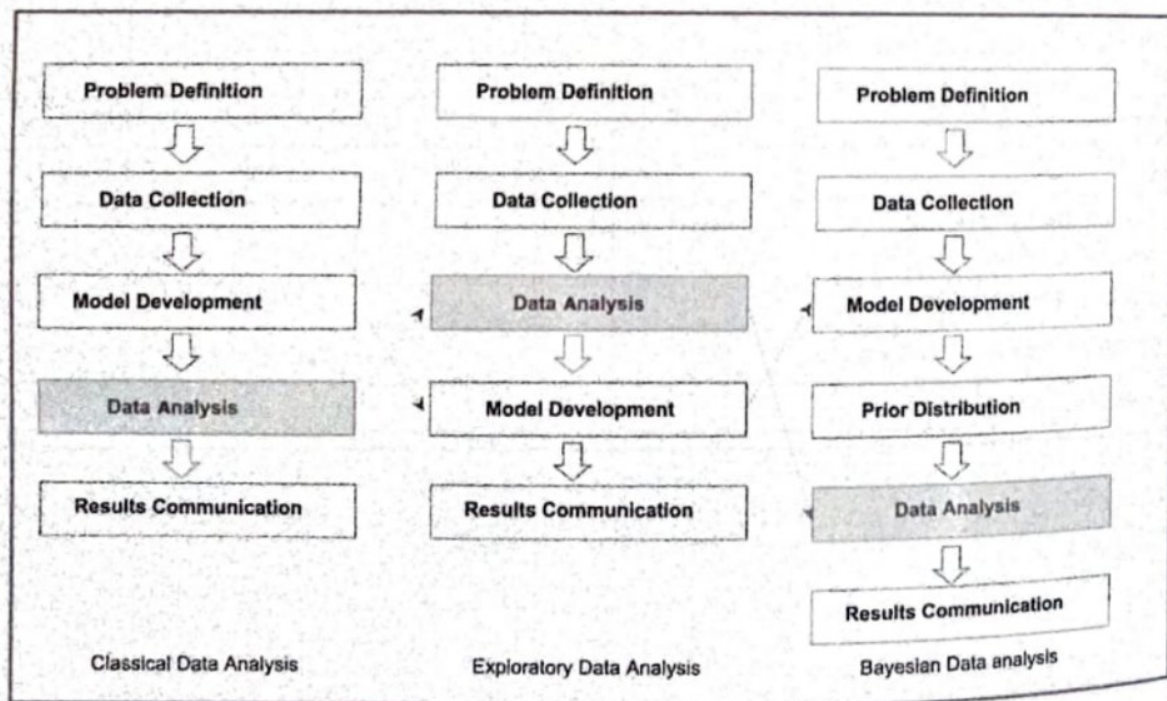 Problem Definition
Data Collection
Model Development
Data Analysis
Results Communication
Classical Data Analysis
Problem Definition
Data Collection
Data Analysis
Model Development
Results Communication
Exploratory Data Analysis
Problem Definition
Data Collection
Model Development
Prior Distribution
Data Analysis
Results Communication
Bayesian Data analysis